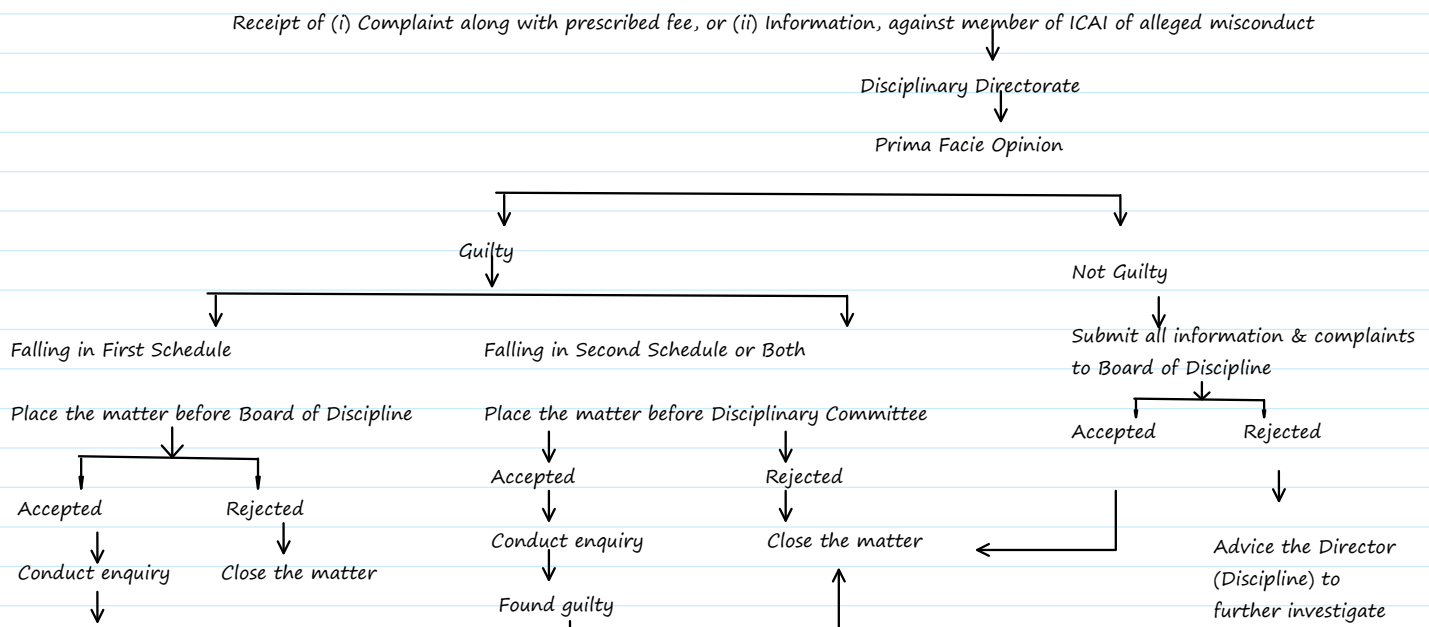 Receipt of (i) Complaint along with prescribed fee, or (ii) Information, against member of ICAI of alleged misconduct
Disciplinary Directorate
Prima Facie Opinion
Guilty
Not Guilty
Falling in First Schedule
Falling in Second Schedule or Both
Submit all information & complaints
to Board of Discipline
Place the matter before Board of Discipline
Place the matter before Disciplinary Committee
Accepted
Rejected
Accepted
Rejected
Accepted
Rejected
Conduct enquiry
Close the matter
Conduct enquiry
Close the matter
Found guilty
Advice the Director
(Discipline) to
further investigate